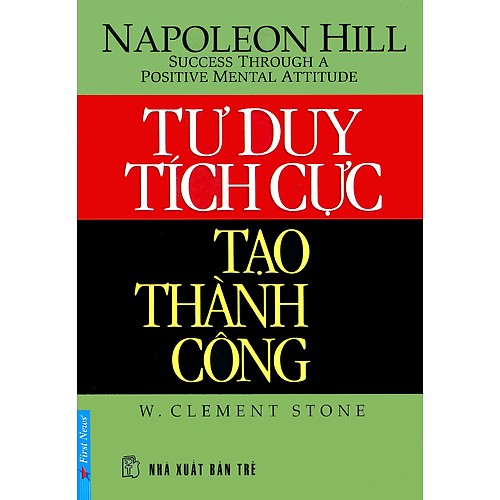 NAPOLEON HILL
SUCCESS THROUGH A
POSITIVE MENTAL ATTITUDE
TƯ DUY
TÍCH CỰC
TẠO
THÀNH
CÔNG
W. CLEMENT STONE
First News
NHÀ XUẤT BẢN TRẺ